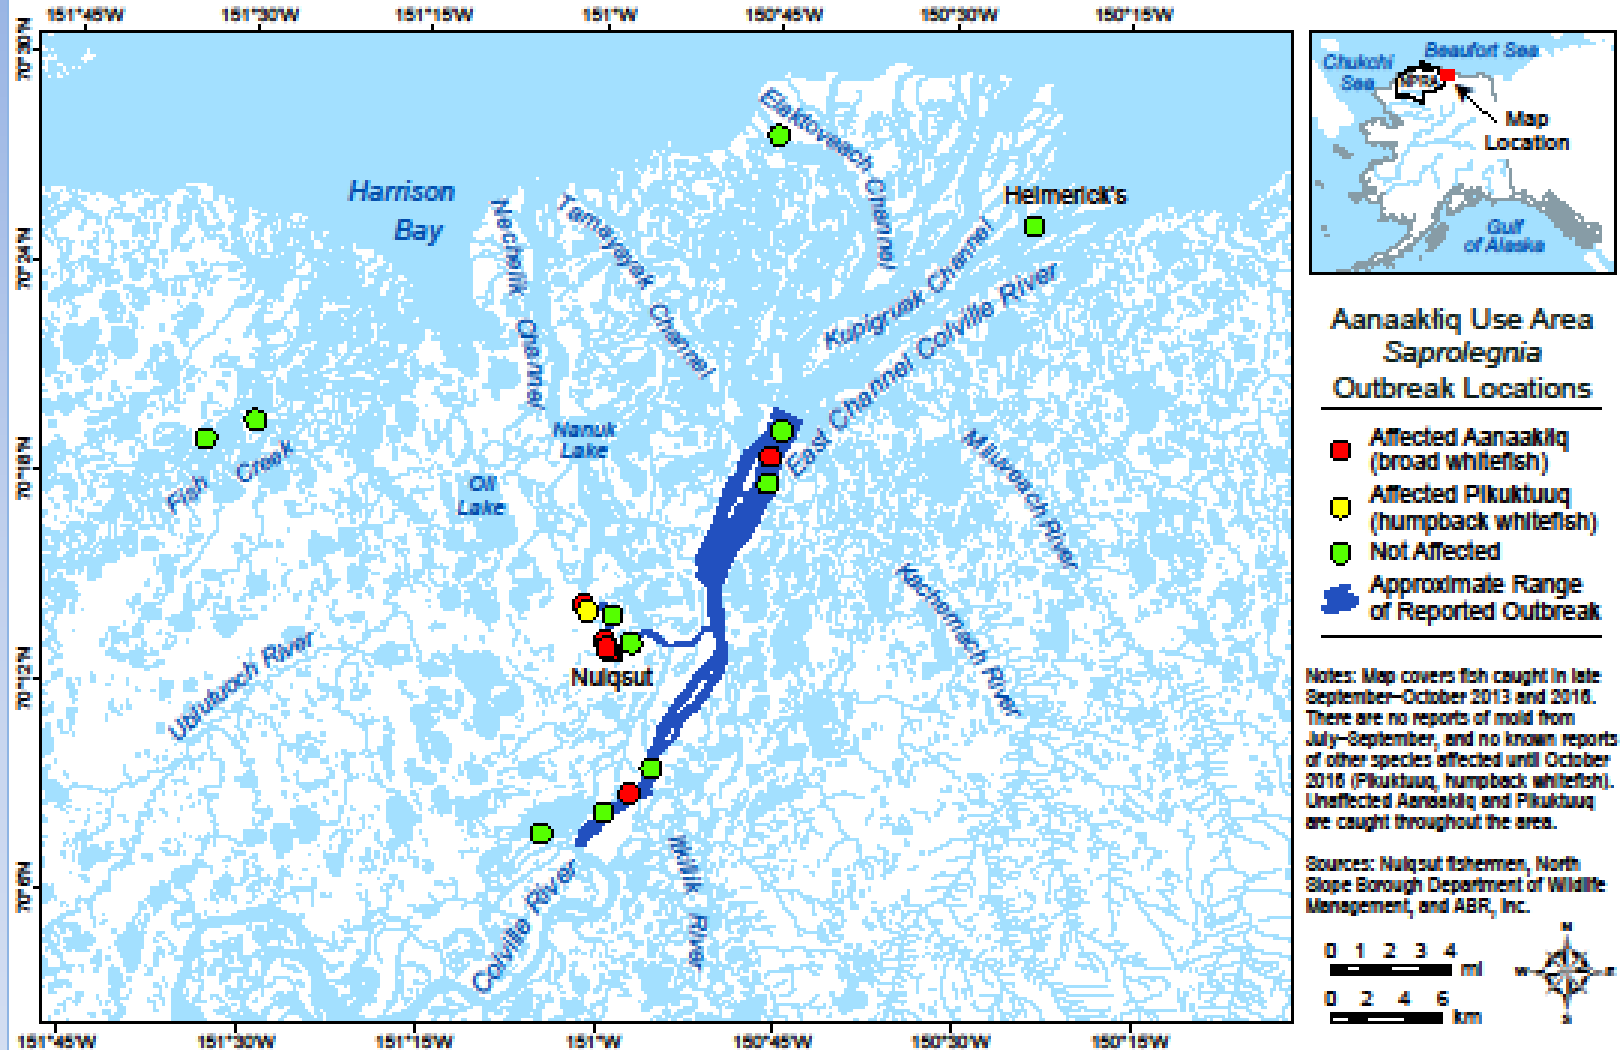 151°45'W 151°30'W 151°15'W 151°W 150°45'W 150°30'W 150°15'W
70°30'N
70°24'N
70°18'N
70°12'N
70°6'N
Harrison
Bay
Nechelik Channel
Tamayayak Channel
Elaktoveach Channel
Helmerick's
Kupigruak Channel
East Channel Colville River
Nanuk
Lake
Oil
Lake
Fish Creek
Miluveach River
Kachemach River
Ublutuoch River
Nuiqsut
Itkillik River
Colville River
151°45'W 151°30'W 151°15'W 151°W 150°45'W 150°30'W 150°15'W
Chukchi
Sea
Beaufort Sea
NPRA
Map
Location
Gulf
of Alaska
Aanaakliq Use Area
Saprolegnia
Outbreak Locations
Affected Aanaakliq
(broad whitefish)
Affected Pikuktuuq
(humpback whitefish)
Not Affected
Approximate Range
of Reported Outbreak
Notes: Map covers fish caught in late
September–October 2013 and 2016.
There are no reports of mold from
July–September, and no known reports
of other species affected until October
2016 (Pikuktuuq, humpback whitefish).
Unaffected Aanaakliq and Pikuktuuq
are caught throughout the area.
Sources: Nuiqsut fishermen, North
Slope Borough Department of Wildlife
Management, and ABR, Inc.
0 1 2 3 4
mi
0 2 4 6
km
N
W E
S